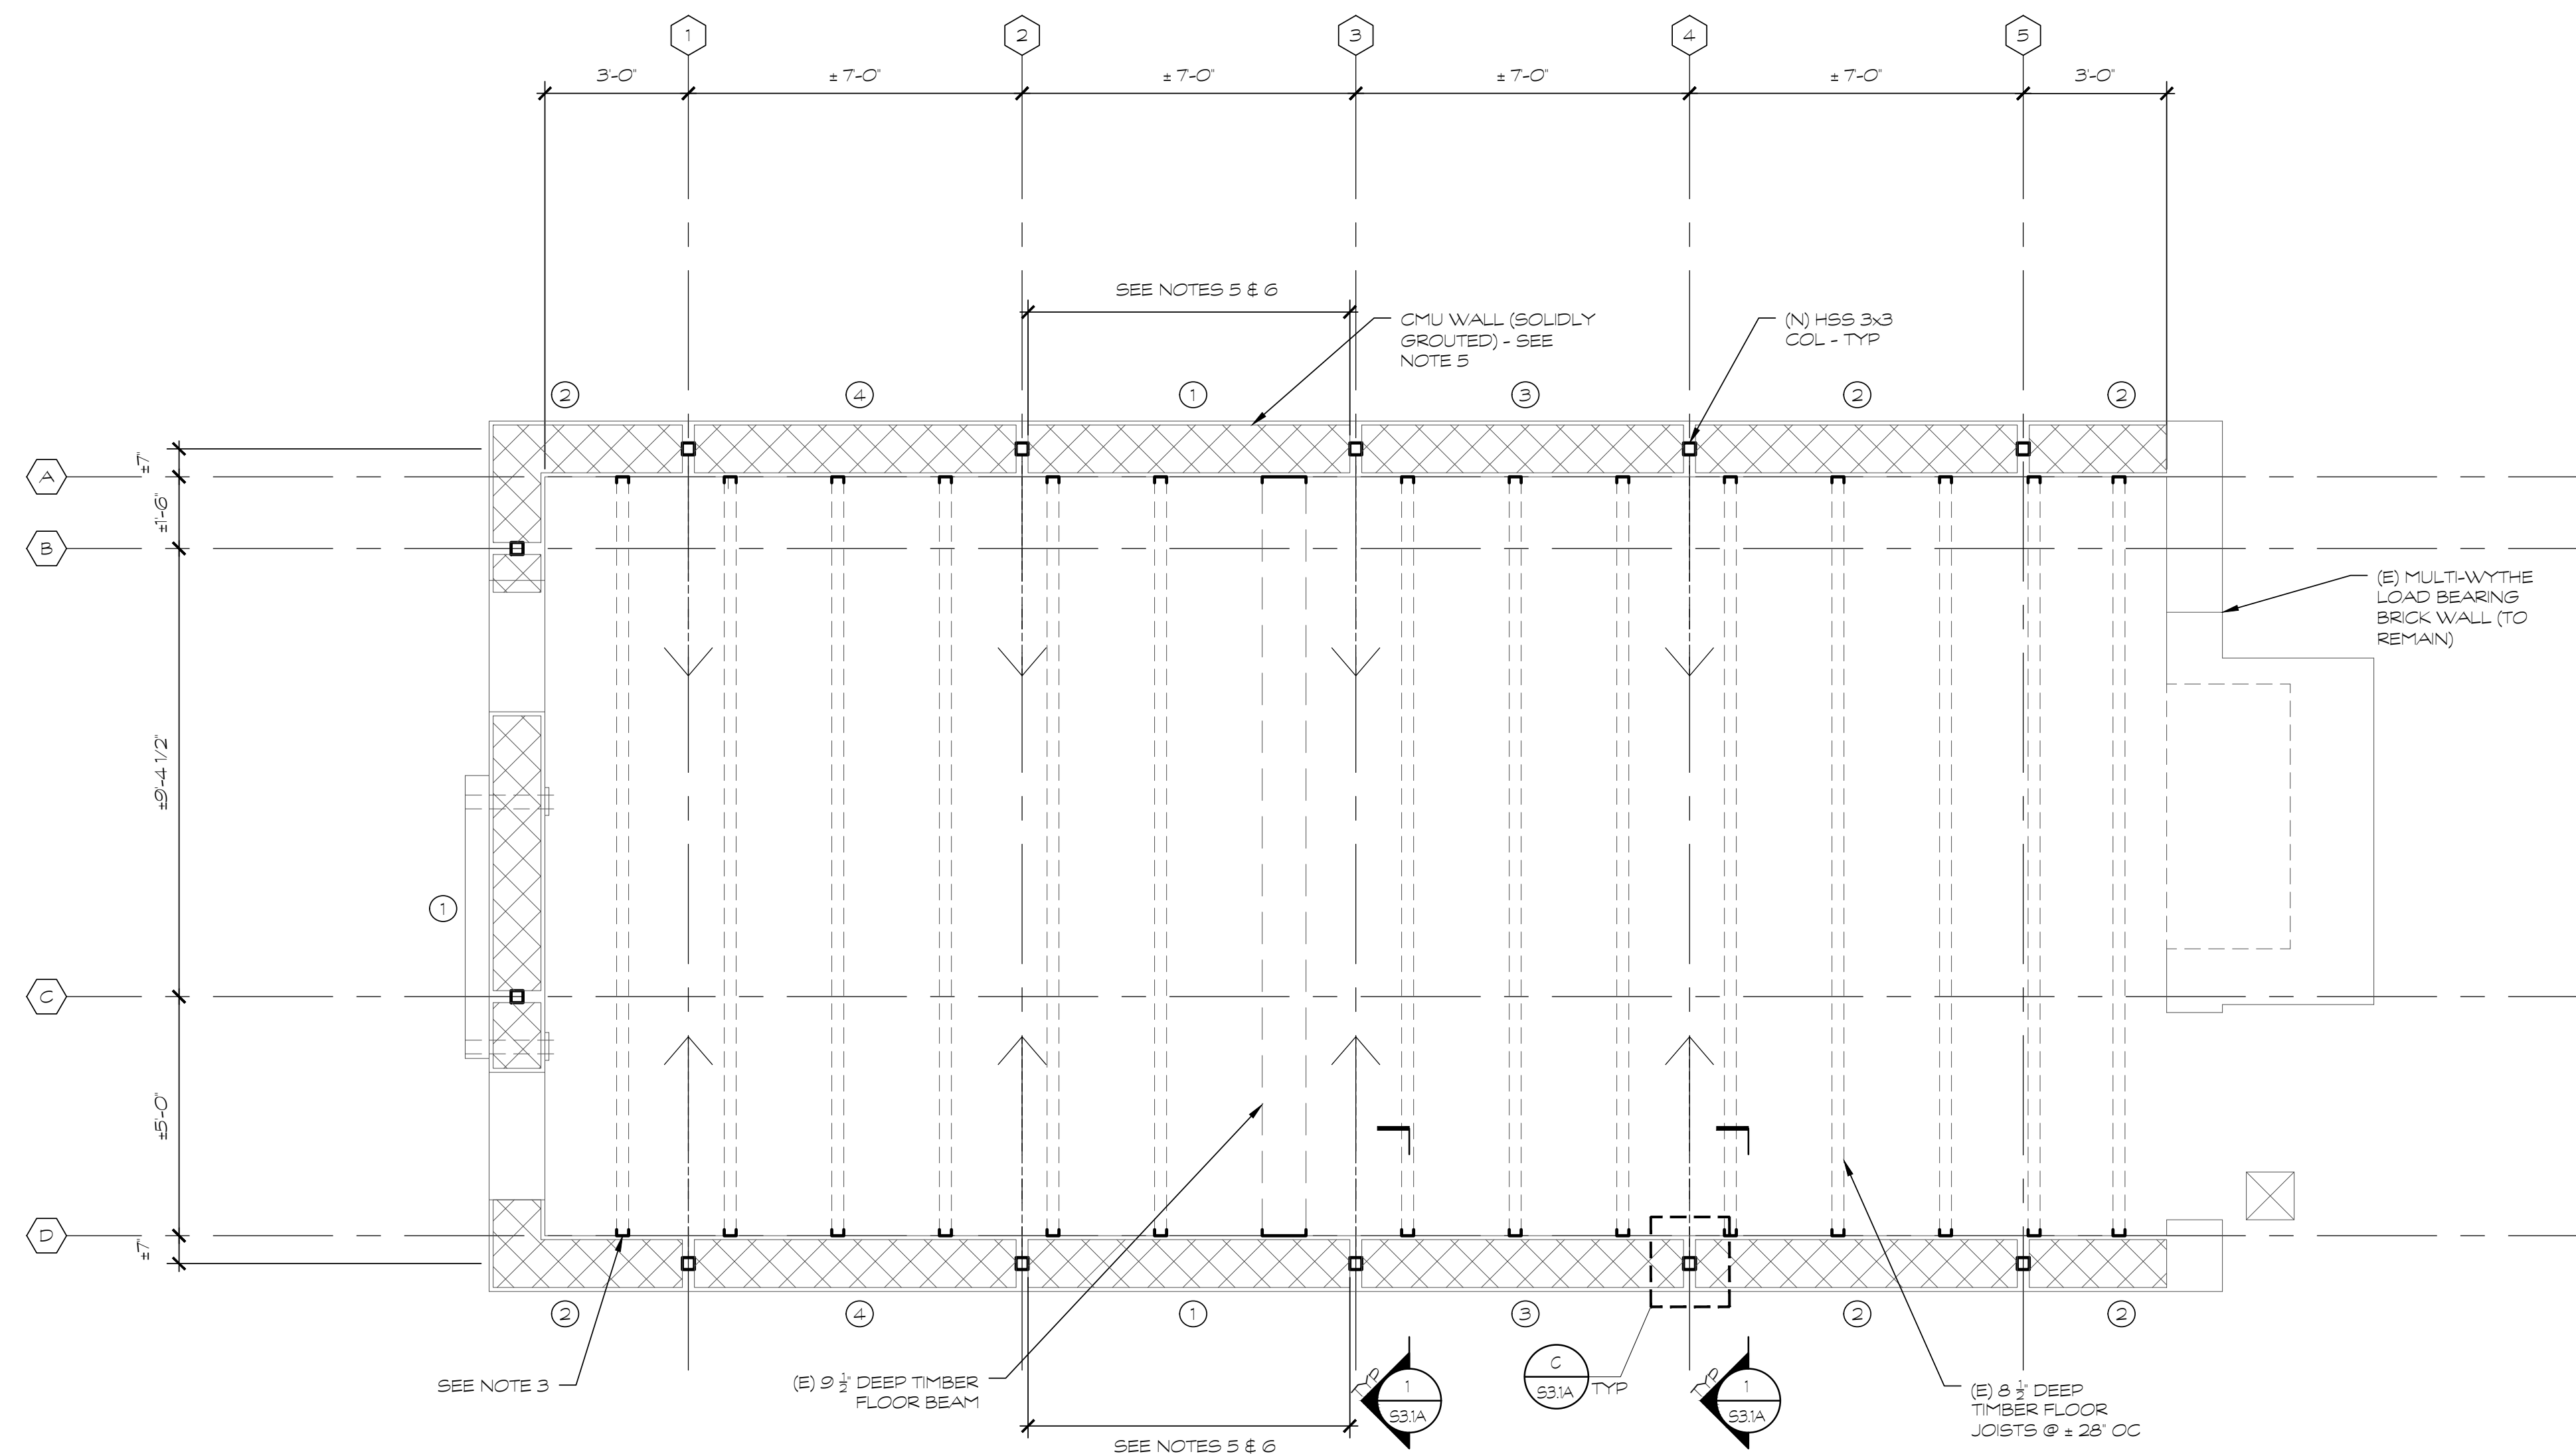 1
2
3
4
5
3'-0"
± 7'-0"
± 7'-0"
± 7'-0"
± 7'-0"
3'-0"
SEE NOTES 5 & 6
CMU WALL (SOLIDLY
GROUTED) - SEE
NOTE 5
(N) HSS 3x3
COL - TYP
2
4
1
3
2
2
A
B
C
D
±7"
±1'-6"
±9'-4 1/2"
±5'-0"
±7"
(E) MULTI-WYTHE
LOAD BEARING
BRICK WALL (TO
REMAIN)
1
2
4
1
3
2
2
SEE NOTE 3
(E) 9 1/2" DEEP TIMBER
FLOOR BEAM
SEE NOTES 5 & 6
TYP
1
S3.1A
C
S3.1A
TYP
TYP
1
S3.1A
(E) 8 1/2" DEEP
TIMBER FLOOR
JOISTS @ ± 28" OC